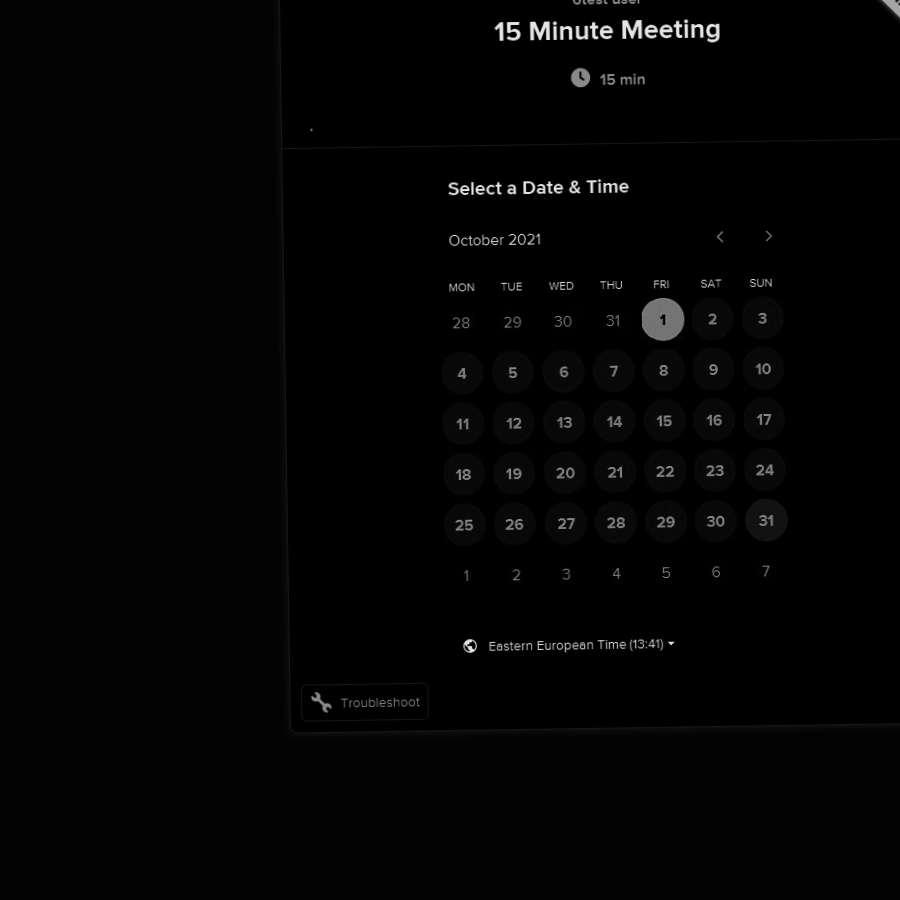 utest user
15 Minute Meeting
15 min
Select a Date & Time
October 2021
MON TUE WED THU FRI SAT SUN
28 29 30 31 1 2 3
4 5 6 7 8 9 10
11 12 13 14 15 16 17
18 19 20 21 22 23 24
25 26 27 28 29 30 31
1 2 3 4 5 6 7
Eastern European Time (13:41)
Troubleshoot